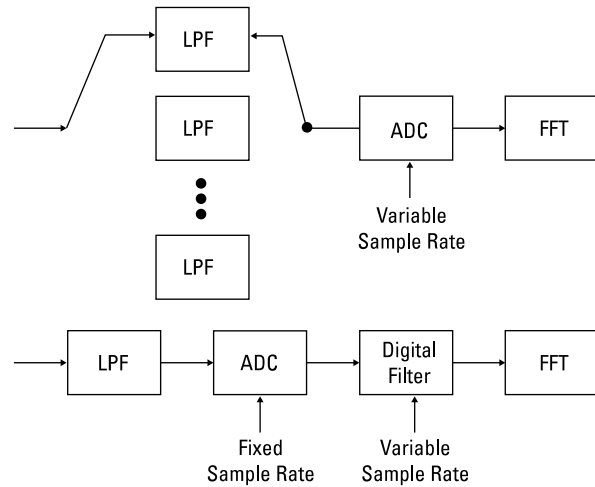 LPF
LPF
ADC
FFT
Variable
Sample Rate
LPF
LPF
ADC
Digital
Filter
FFT
Fixed
Sample Rate
Variable
Sample Rate